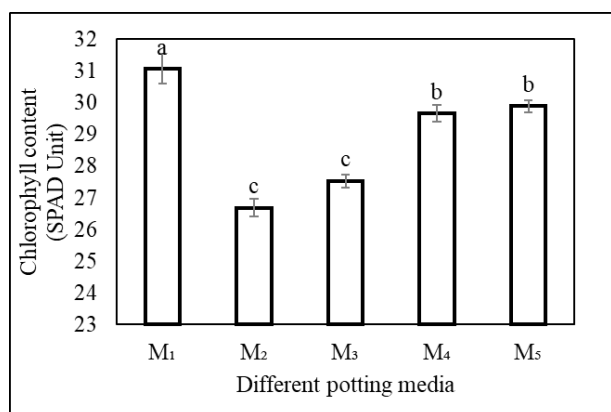 Chlorophyll content
(SPAD Unit)
32
31
30
29
28
27
26
25
24
23
a
c
c
b
b
M₁ M₂ M₃ M₄ M₅
Different potting media